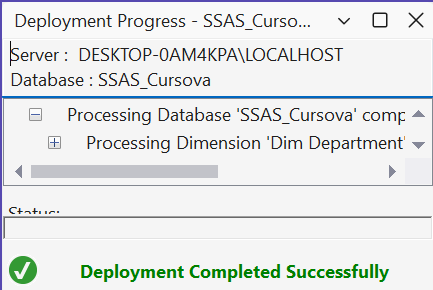 Deployment Progress - SSAS_Curso...
Server : DESKTOP-0AM4KPA\LOCALHOST
Database : SSAS_Cursova
Processing Database 'SSAS_Cursova' comp
Processing Dimension 'Dim Department'
Status:
Deployment Completed Successfully